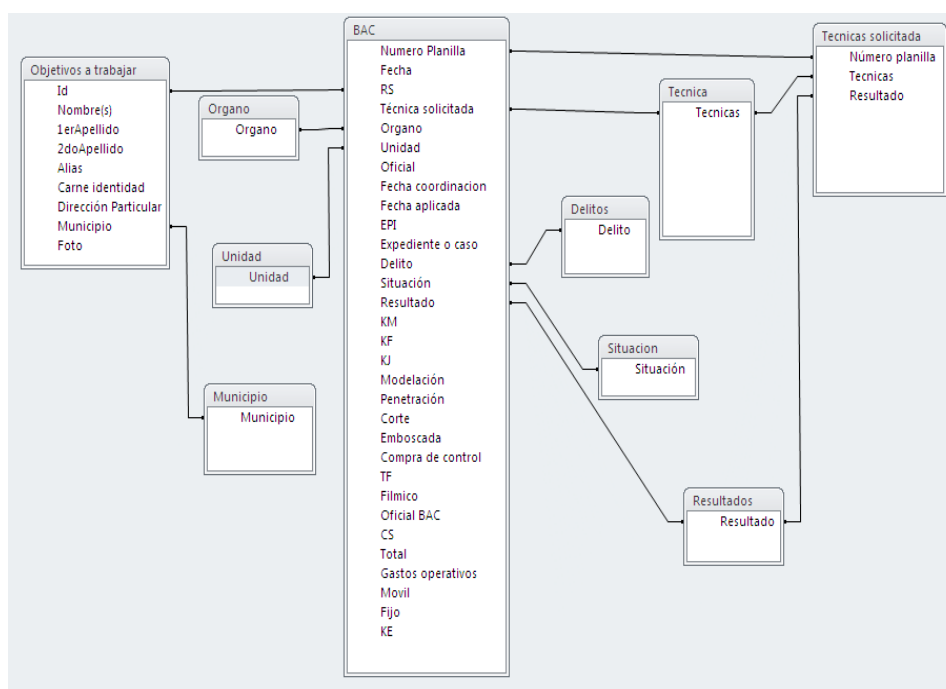 Objetivos a trabajar
Id
Nombre(s)
1erApellido
2doApellido
Alias
Carne identidad
Dirección Particular
Municipio
Foto
Organo
Organo
Unidad
Unidad
Municipio
Municipio
BAC
Numero Planilla
Fecha
RS
Técnica solicitada
Organo
Unidad
Oficial
Fecha coordinacion
Fecha aplicada
EPI
Expediente o caso
Delito
Situación
Resultado
KM
KF
KJ
Modelación
Penetración
Corte
Emboscada
Compra de control
TF
Filmico
Oficial BAC
CS
Total
Gastos operativos
Movil
Fijo
KE
Delitos
Delito
Situacion
Situación
Tecnica
Tecnicas
Resultados
Resultado
Tecnicas solicitada
Número planilla
Tecnicas
Resultado